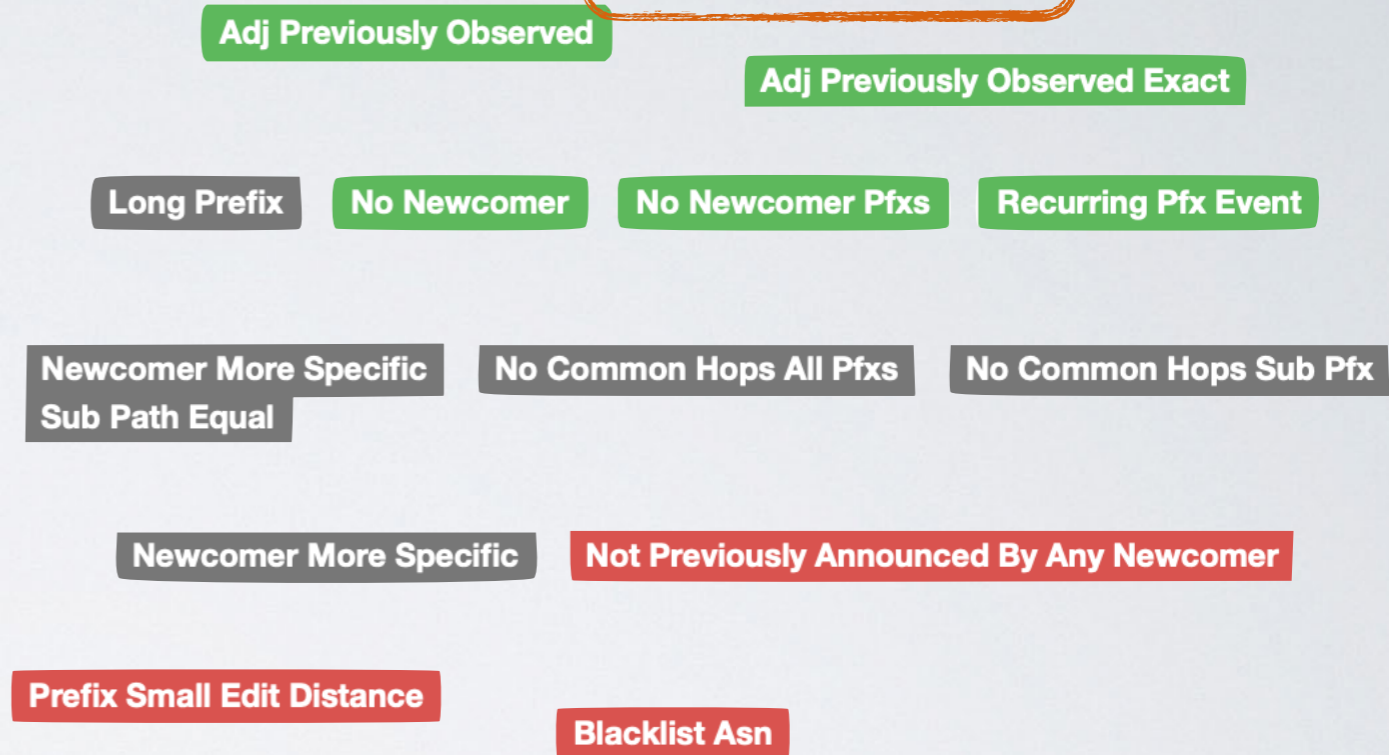 Adj Previously Observed
Adj Previously Observed Exact
Long Prefix
No Newcomer
No Newcomer Pfxs
Recurring Pfx Event
Newcomer More Specific
Sub Path Equal
No Common Hops All Pfxs
No Common Hops Sub Pfx
Newcomer More Specific
Not Previously Announced By Any Newcomer
Prefix Small Edit Distance
Blacklist Asn